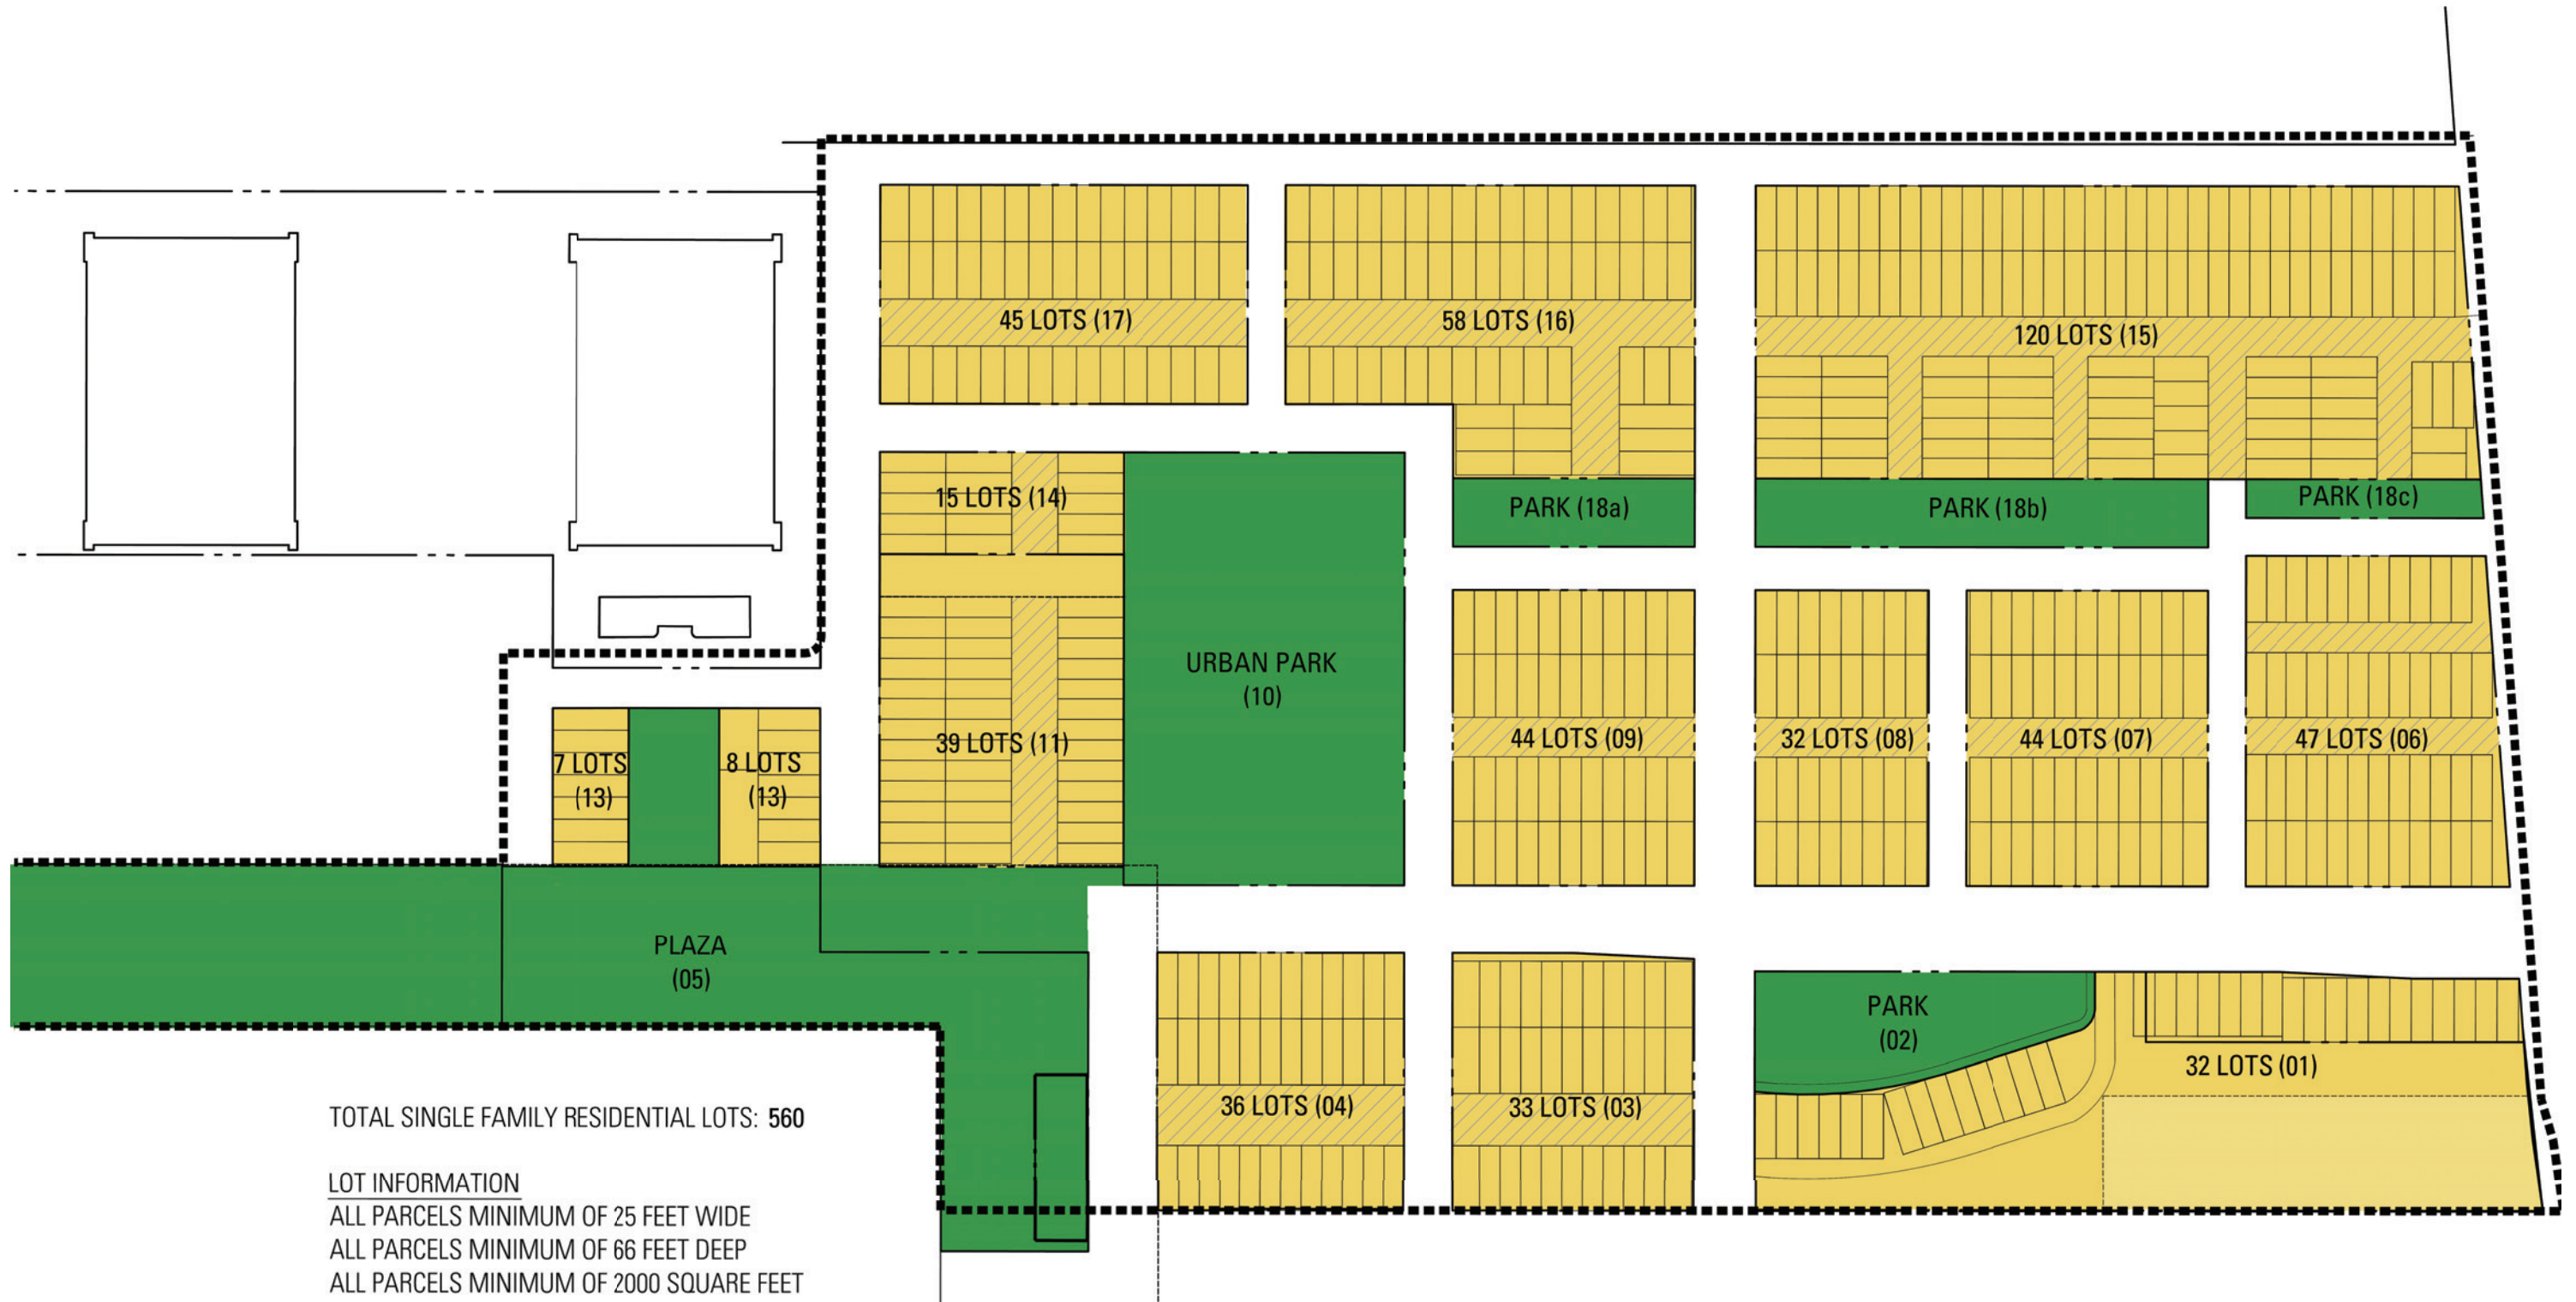 45 LOTS (17)
58 LOTS (16)
120 LOTS (15)
15 LOTS (14)
PARK (18a)
PARK (18b)
PARK (18c)
URBAN PARK
(10)
39 LOTS (11)
44 LOTS (09)
32 LOTS (08)
44 LOTS (07)
47 LOTS (06)
7 LOTS
(13)
8 LOTS
(13)
PLAZA
(05)
PARK
(02)
32 LOTS (01)
36 LOTS (04)
33 LOTS (03)
TOTAL SINGLE FAMILY RESIDENTIAL LOTS: 560
LOT INFORMATION
ALL PARCELS MINIMUM OF 25 FEET WIDE
ALL PARCELS MINIMUM OF 66 FEET DEEP
ALL PARCELS MINIMUM OF 2000 SQUARE FEET